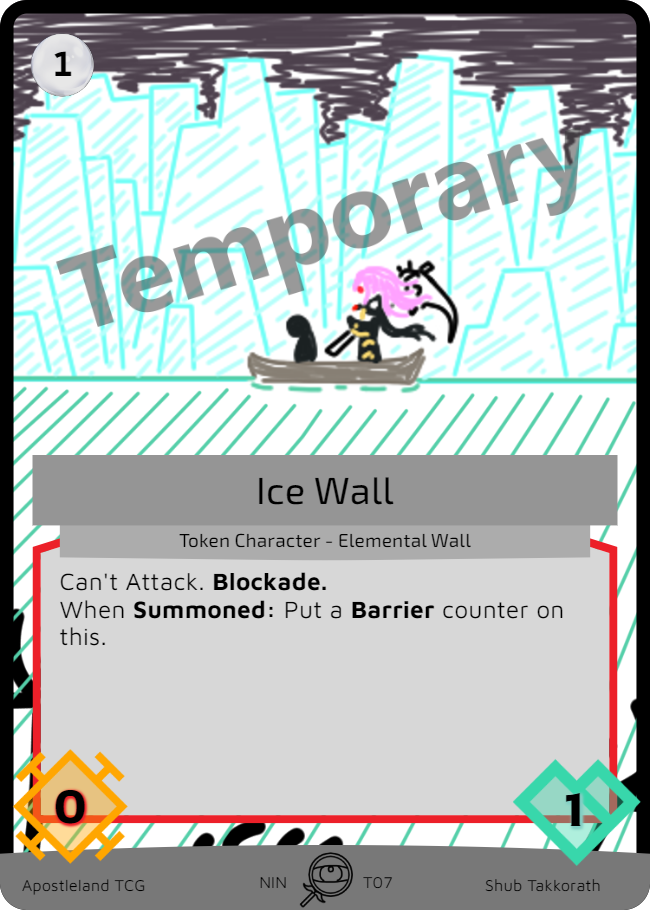 1
Temporary
Ice Wall
Token Character - Elemental Wall
Can't Attack. Blockade.
When Summoned: Put a Barrier counter on
this.
0
1
Apostleland TCG
NIN
T07
Shub Takkorath